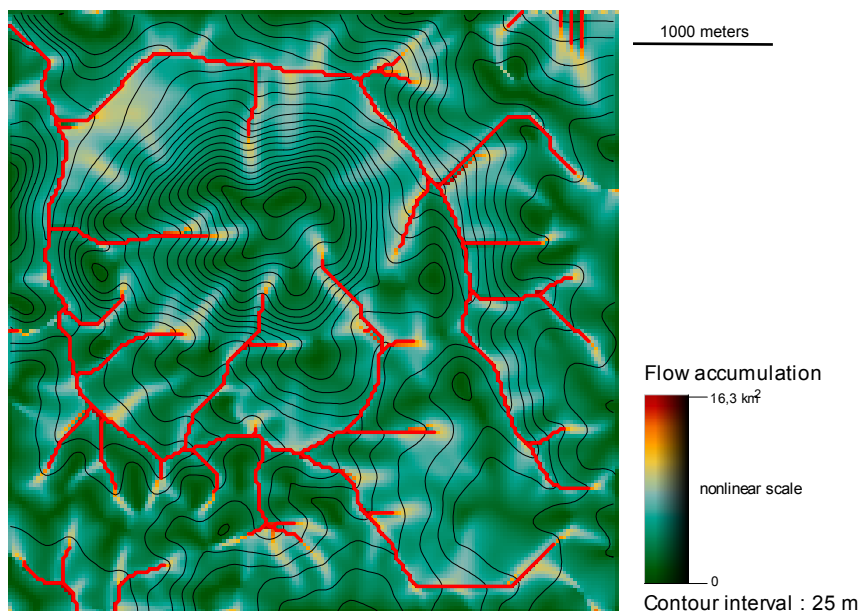 1000 meters
Flow accumulation
16,3 km²
nonlinear scale
0
Contour interval : 25 m